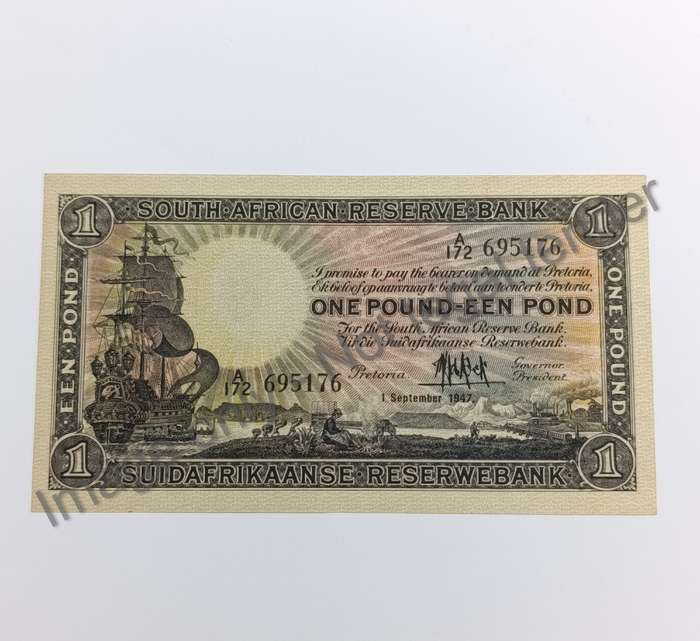 1 SOUTH·AFRICAN·RESERVE·BANK 1
A/172 695176
I promise to pay the bearer on demand at Pretoria,
Ek beloof op aanvraag te betaal aan toonder te Pretoria,
ONE POUND-EEN POND
For the South African Reserve Bank.
Vir die Suidafrikaanse Reserwebank.
A/172 695176
Pretoria
Governor
President.
1 September 1947.
EEN POND
ONE POUND
1 SUIDAFRIKAANSE·RESERWEBANK 1